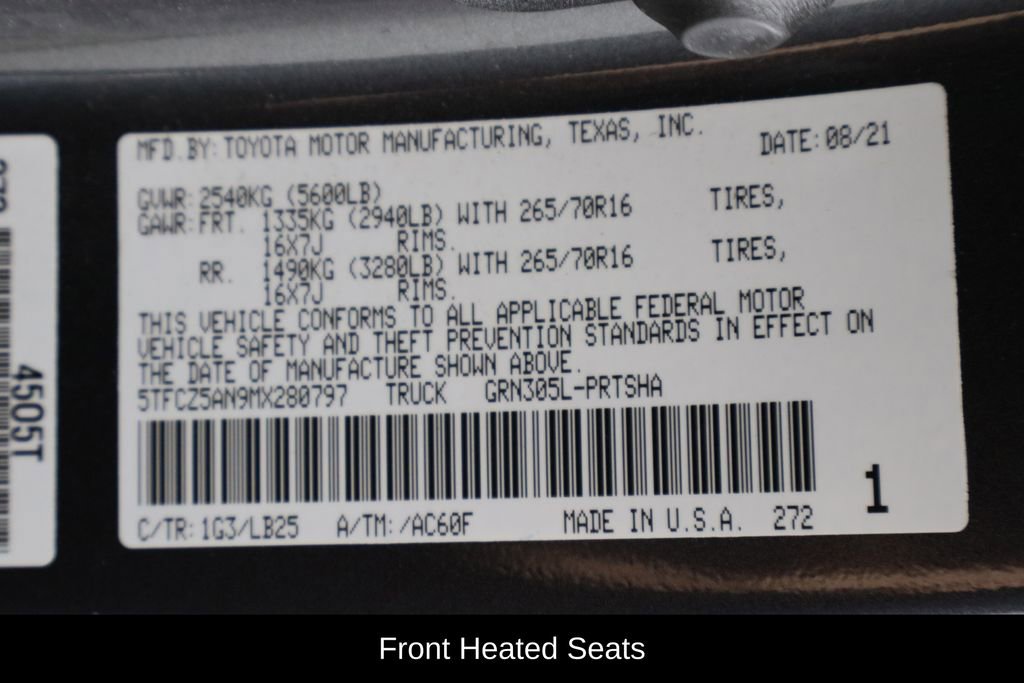 MFD.BY:TOYOTA MOTOR MANUFACTURING, TEXAS, INC.
DATE:08/21
GVWR:2540KG (5600LB)
GAWR:FRT. 1335KG (2940LB) WITH 265/70R16 TIRES,
16X7J RIMS.
RR. 1490KG (3280LB) WITH 265/70R16 TIRES,
16X7J RIMS.
THIS VEHICLE CONFORMS TO ALL APPLICABLE FEDERAL MOTOR
VEHICLE SAFETY AND THEFT PREVENTION STANDARDS IN EFFECT ON
THE DATE OF MANUFACTURE SHOWN ABOVE.
5TFCZ5AN9MX280797 TRUCK GRN305L-PRTSHA
C/TR:1G3/LB25 A/TM:/AC60F MADE IN U.S.A. 272
1
4505T
Front Heated Seats